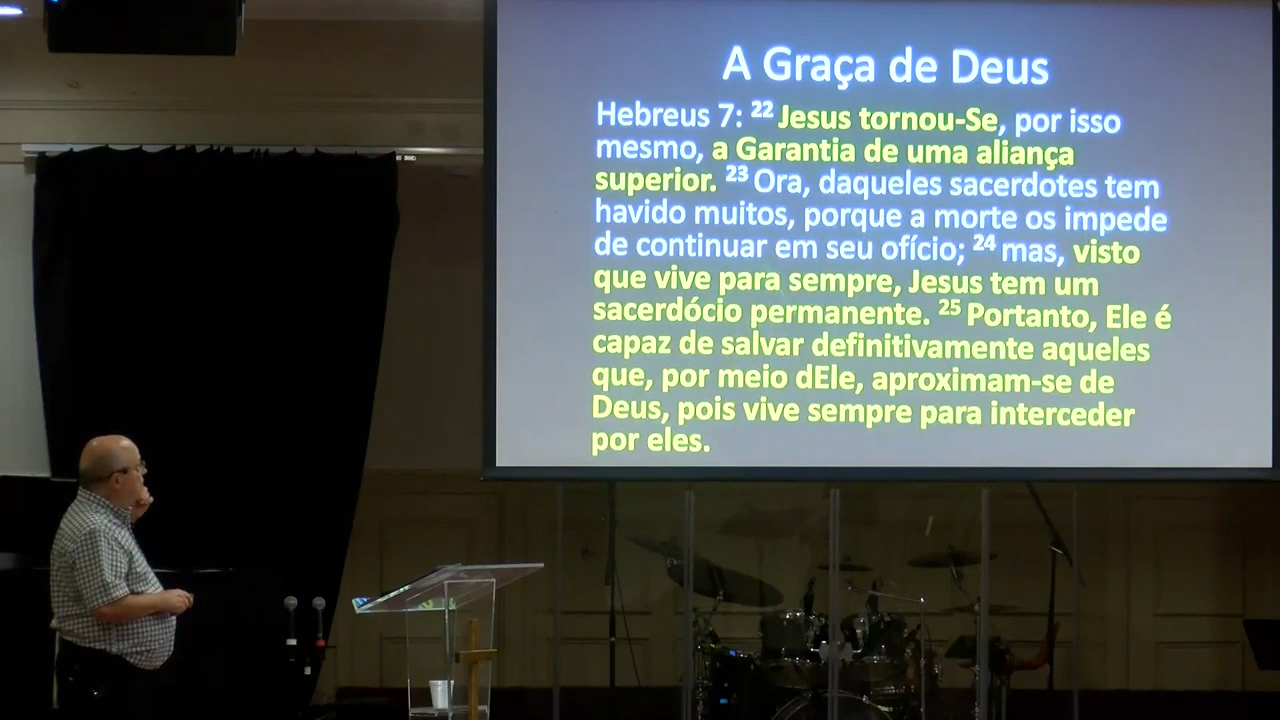 A Graça de Deus
Hebreus 7: ²² Jesus tornou-Se, por isso
mesmo, a Garantia de uma aliança
superior. ²³ Ora, daqueles sacerdotes tem
havido muitos, porque a morte os impede
de continuar em seu ofício; ²⁴ mas, visto
que vive para sempre, Jesus tem um
sacerdócio permanente. ²⁵ Portanto, Ele é
capaz de salvar definitivamente aqueles
que, por meio dEle, aproximam-se de
Deus, pois vive sempre para interceder
por eles.